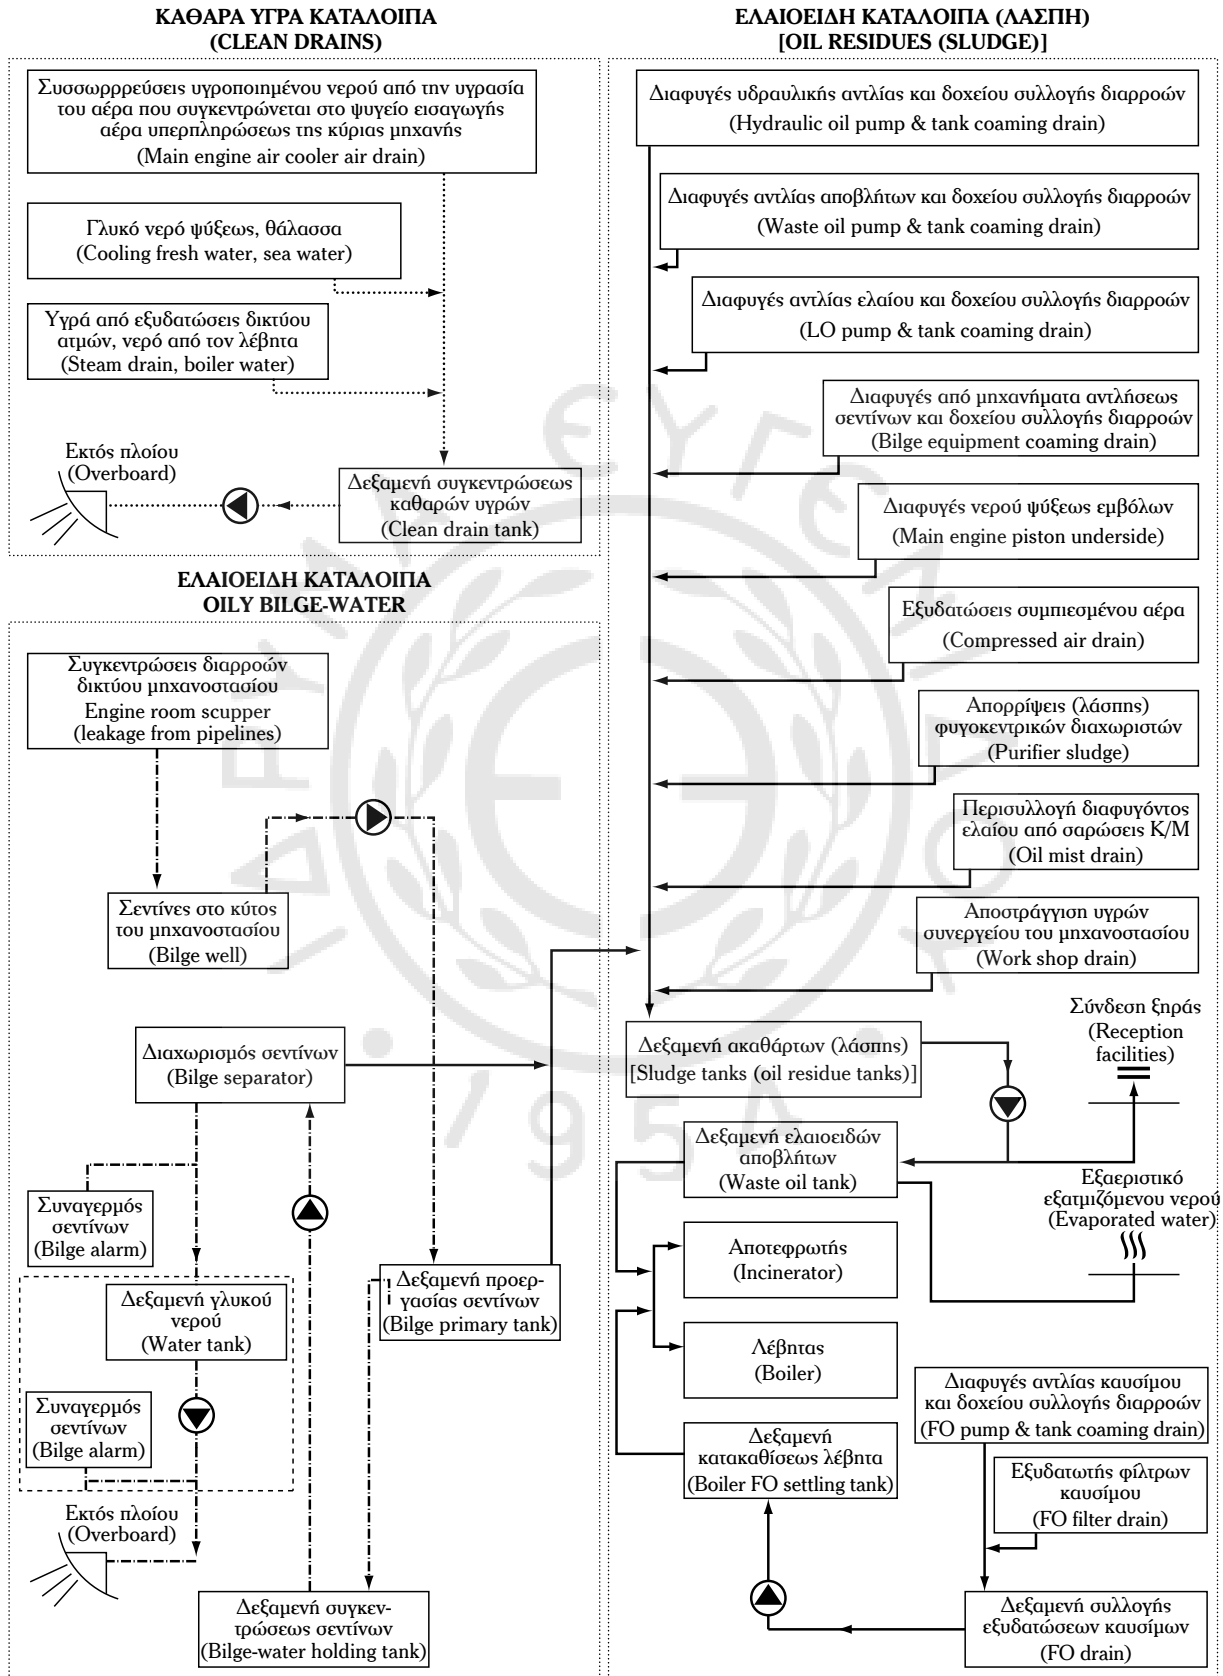 ΚΑΘΑΡΑ ΥΓΡΑ ΚΑΤΑΛΟΙΠΑ
(CLEAN DRAINS)
Συσσωρρρεύσεις υγροποιημένου νερού από την υγρασία
του αέρα που συγκεντρώνεται στο ψυγείο εισαγωγής
αέρα υπερπληρώσεως της κύριας μηχανής
(Main engine air cooler air drain)
Γλυκό νερό ψύξεως, θάλασσα
(Cooling fresh water, sea water)
Υγρά από εξυδατώσεις δικτύου
ατμών, νερό από τον λέβητα
(Steam drain, boiler water)
Εκτός πλοίου
(Overboard)
Δεξαμενή συγκεντρώσεως
καθαρών υγρών
(Clean drain tank)
ΕΛΑΙΟΕΙΔΗ ΚΑΤΑΛΟΙΠΑ
OILY BILGE-WATER
Συγκεντρώσεις διαρροών
δικτύου μηχανοστασίου
Engine room scupper
(leakage from pipelines)
Σεντίνες στο κύτος
του μηχανοστασίου
(Bilge well)
Διαχωρισμός σεντίνων
(Bilge separator)
Συναγερμός
σεντίνων
(Bilge alarm)
Δεξαμενή γλυκού
νερού
(Water tank)
Συναγερμός
σεντίνων
(Bilge alarm)
Εκτός πλοίου
(Overboard)
Δεξαμενή προερ-
γασίας σεντίνων
(Bilge primary tank)
Δεξαμενή συγκεν-
τρώσεως σεντίνων
(Bilge-water holding tank)
ΕΛΑΙΟΕΙΔΗ ΚΑΤΑΛΟΙΠΑ (ΛΑΣΠΗ)
[OIL RESIDUES (SLUDGE)]
Διαφυγές υδραυλικής αντλίας και δοχείου συλλογής διαρροών
(Hydraulic oil pump & tank coaming drain)
Διαφυγές αντλίας αποβλήτων και δοχείου συλλογής διαρροών
(Waste oil pump & tank coaming drain)
Διαφυγές αντλίας ελαίου και δοχείου συλλογής διαρροών
(LO pump & tank coaming drain)
Διαφυγές από μηχανήματα αντλήσεως
σεντίνων και δοχείου συλλογής διαρροών
(Bilge equipment coaming drain)
Διαφυγές νερού ψύξεως εμβόλων
(Main engine piston underside)
Εξυδατώσεις συμπιεσμένου αέρα
(Compressed air drain)
Απορρίψεις (λάσπης)
φυγοκεντρικών διαχωριστών
(Purifier sludge)
Περισυλλογή διαφυγόντος
ελαίου από σαρώσεις Κ/Μ
(Oil mist drain)
Αποστράγγιση υγρών
συνεργείου του μηχανοστασίου
(Work shop drain)
Δεξαμενή ακαθάρτων (λάσπης)
[Sludge tanks (oil residue tanks)]
Σύνδεση ξηράς
(Reception
facilities)
Δεξαμενή ελαιοειδών
αποβλήτων
(Waste oil tank)
Εξαεριστικό
εξατμιζόμενου νερού
(Evaporated water)
Αποτεφρωτής
(Incinerator)
Λέβητας
(Boiler)
Δεξαμενή
κατακαθίσεως λέβητα
(Boiler FO settling tank)
Διαφυγές αντλίας καυσίμου
και δοχείου συλλογής διαρροών
(FO pump & tank coaming drain)
Εξυδατωτής φίλτρων
καυσίμου
(FO filter drain)
Δεξαμενή συλλογής
εξυδατώσεων καυσίμων
(FO drain)
ΙΔΡΥΜΑ ΕΥΓΕΝΙΔΟΥ
1954